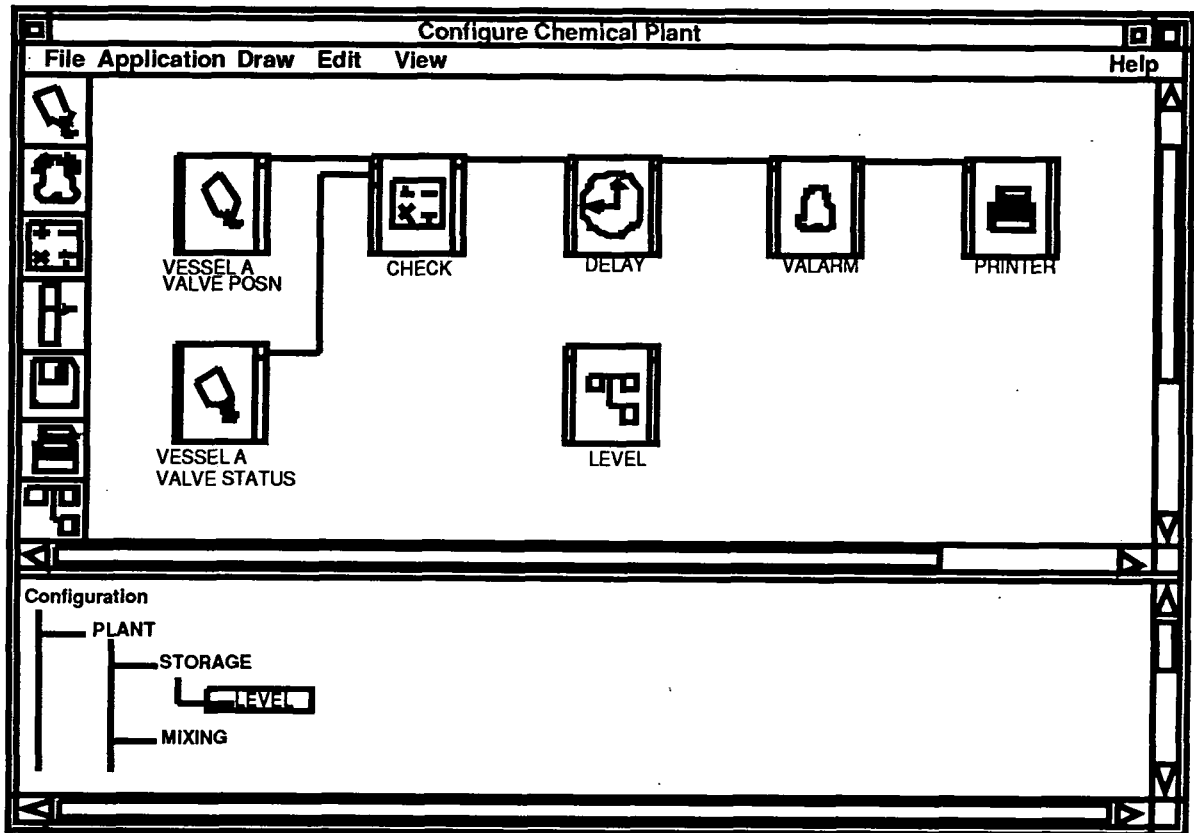 Configure Chemical Plant
File Application Draw Edit View Help
VESSEL A
VALVE POSN
CHECK
DELAY
VALARM
PRINTER
VESSEL A
VALVE STATUS
LEVEL
Configuration
PLANT
STORAGE
LEVEL
MIXING